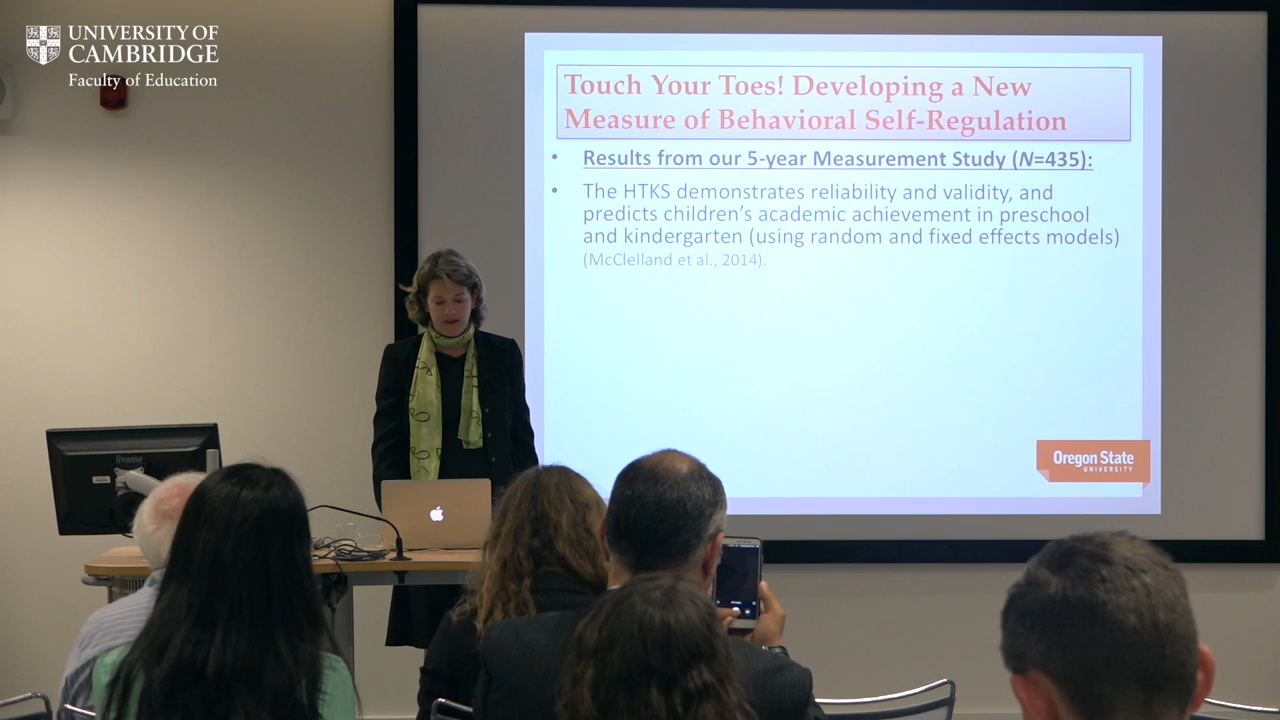 UNIVERSITY OF
CAMBRIDGE
Faculty of Education
Touch Your Toes! Developing a New
Measure of Behavioral Self-Regulation
• Results from our 5-year Measurement Study (N=435):
• The HTKS demonstrates reliability and validity, and
predicts children’s academic achievement in preschool
and kindergarten (using random and fixed effects models)
(McClelland et al., 2014).
Oregon State
UNIVERSITY
iiyama